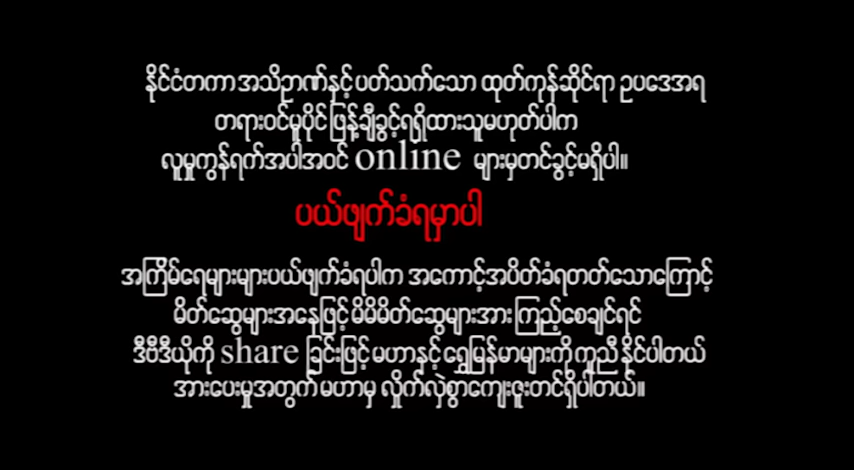 နိုင်ငံတကာ အသိဉာဏ်နှင့် ပတ်သက်သော ထုတ်ကုန်ဆိုင်ရာ ဥပဒေအရ
တရားဝင်မူပိုင် ဖြန့်ချီခွင့်ရရှိထားသူမဟုတ်ပါက
လူမှုကွန်ရက်အပါအဝင် online များမှတင်ခွင့်မရှိပါ။
ပယ်ဖျက်ခံရမှာပါ
အကြိမ်ရေများများပယ်ဖျက်ခံရပါက အကောင့်အပိတ်ခံရတတ်သောကြောင့်
မိတ်ဆွေများအနေဖြင့် မိမိမိတ်ဆွေများအား ကြည့်စေချင်ရင်
ဒီဗီဒီယိုကို share ခြင်းဖြင့် မဟာနှင့် ရွှေမြန်မာများကို ကူညီ နိုင်ပါတယ်
အားပေးမှုအတွက် မဟာမှ လှိုက်လှဲစွာကျေးဇူးတင်ရှိပါတယ်။